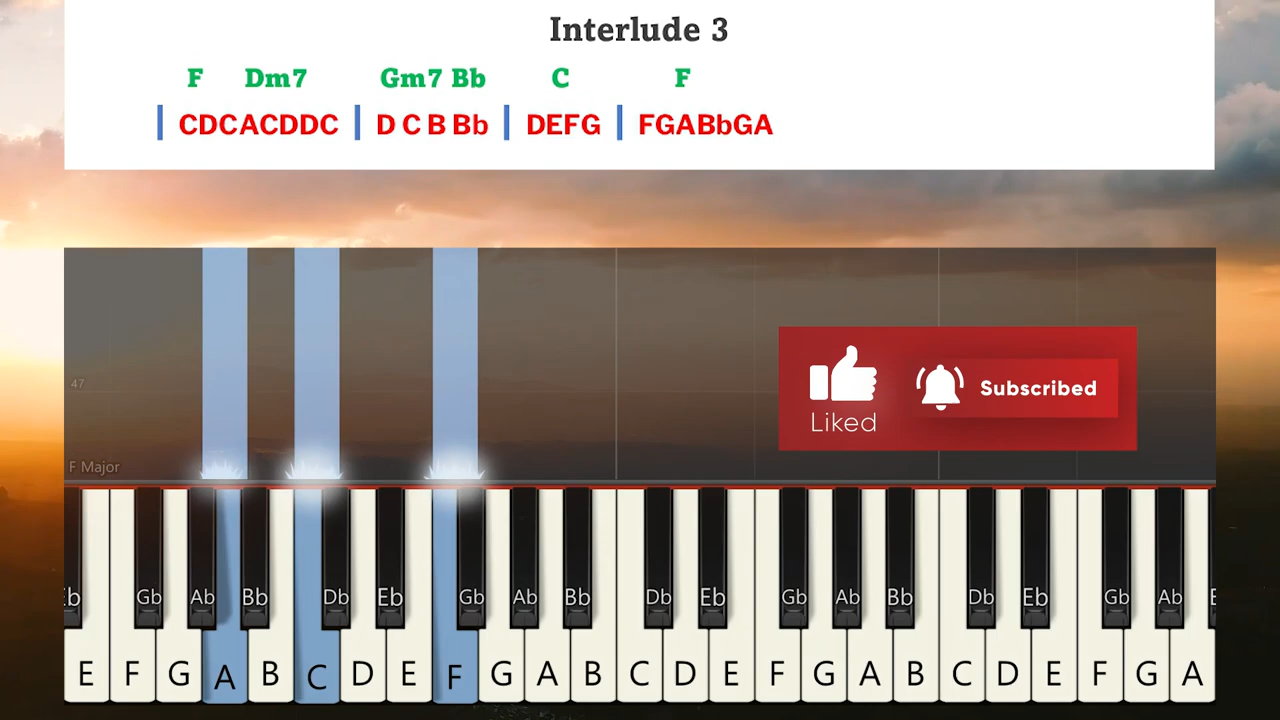 Interlude 3
F Dm7 Gm7 Bb C F
| CDCACDDC | D C B Bb | DEFG | FGABbGA
47
Liked
Subscribed
F Major
Eb Gb Ab Bb Db Eb Gb Ab Bb Db Eb Gb Ab Bb Db Eb Gb Ab
E F G A B C D E F G A B C D E F G A B C D E F G A